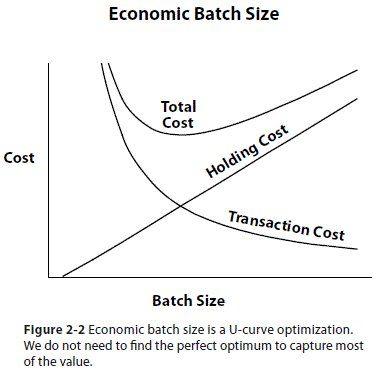 Economic Batch Size
Total
Cost
Holding Cost
Cost
Transaction Cost
Batch Size
Figure 2-2 Economic batch size is a U-curve optimization.
We do not need to find the perfect optimum to capture most
of the value.